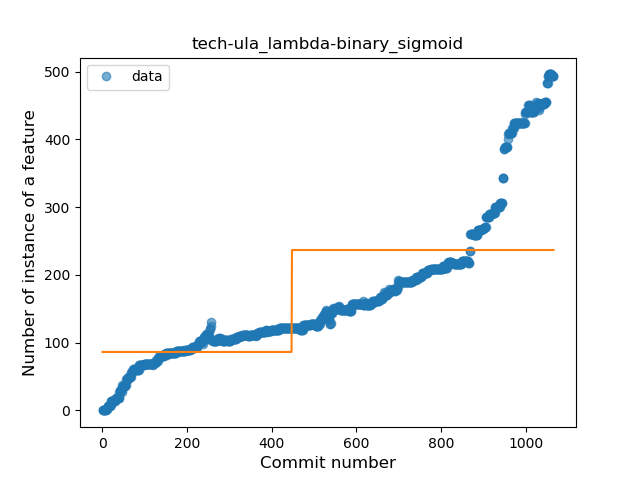 tech-ula_lambda-binary_sigmoid
data
Number of instance of a feature
500
400
300
200
100
0
0 200 400 600 800 1000
Commit number